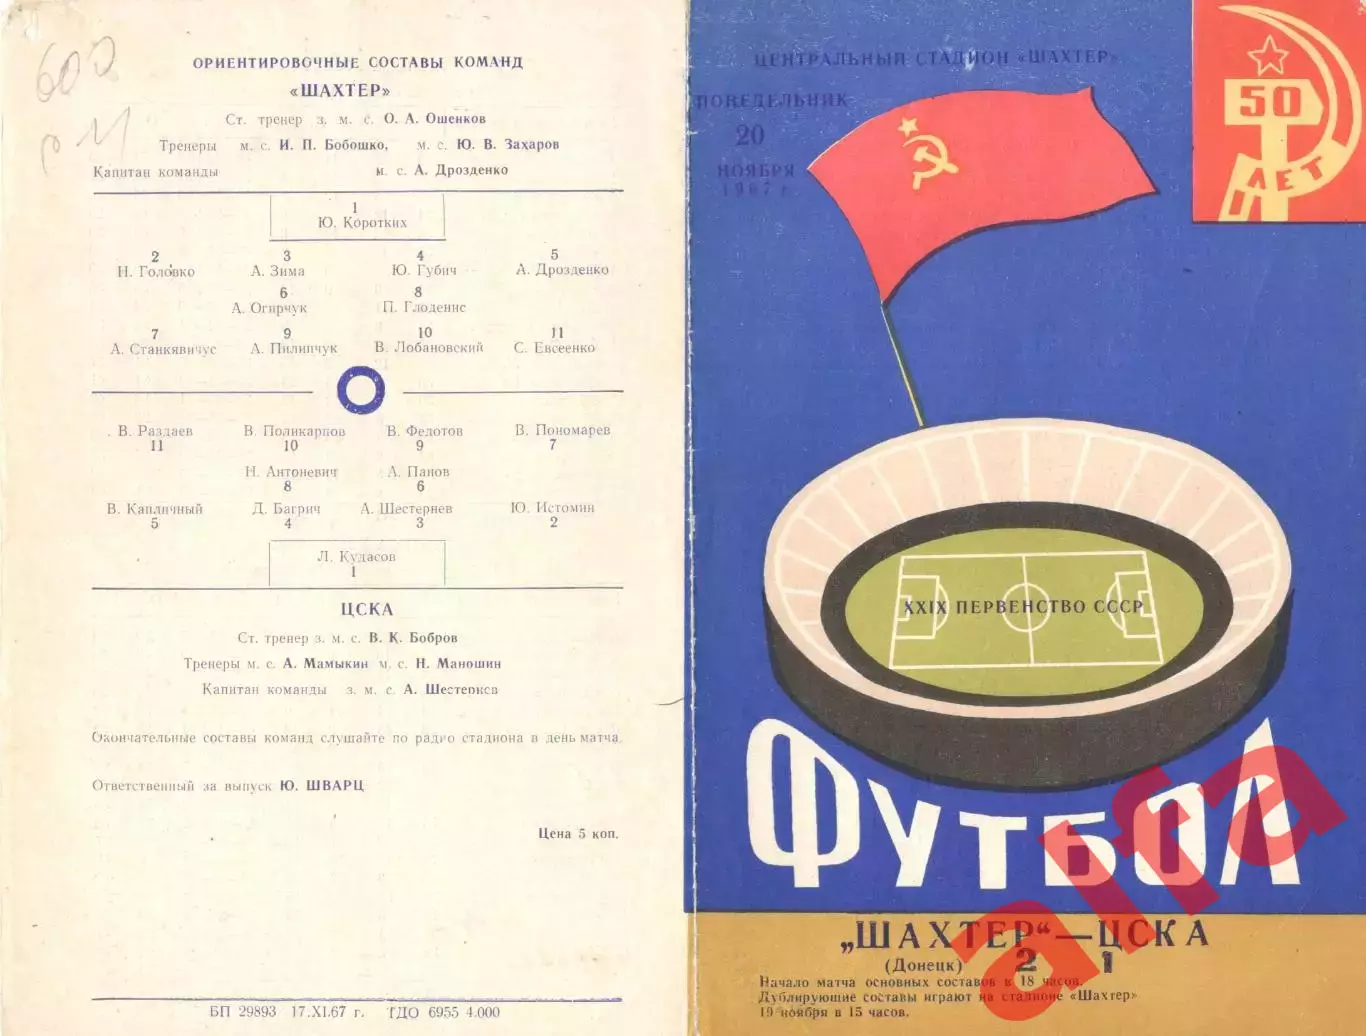 600
ОРИЕНТИРОВОЧНЫЕ СОСТАВЫ КОМАНД
«ШАХТЕР»
Ст. тренер з. м. с. О. А. Ошенков
Тренеры м. с. И. П. Бобошко, м. с. Ю. В. Захаров
Капитан команды м. с. А. Дрозденко
1
Ю. Коротких
2 3 4 5
Н. Головко А. Зима Ю. Губич А. Дрозденко
6 8
А. Огирчук П. Глоденис
7 9 10 11
А. Станкявичус А. Пилипчук В. Лобановский С. Евсеенко
В. Раздаев В. Поликарпов В. Федотов В. Пономарев
11 10 9 7
Н. Антоневич А. Панов
8 6
В. Капличный Д. Багрич А. Шестернев Ю. Истомин
5 4 3 2
Л. Кудасов
1
ЦСКА
Ст. тренер з. м. с. В. К. Бобров
Тренеры м. с. А. Мамыкин м. с. Н. Маношин
Капитан команды з. м. с. А. Шестернев
Окончательные составы команд слушайте по радио стадиона в день матча.
Ответственный за выпуск Ю. ШВАРЦ
Цена 5 коп.
БП 29893 17.XI.67 г. ТДО 6955 4.000
ЦЕНТРАЛЬНЫЙ СТАДИОН «ШАХТЕР»
ПОНЕДЕЛЬНИК
20
НОЯБРЯ
1967 г.
50
ЛЕТ
XXIX ПЕРВЕНСТВО СССР
ФУТБОЛ
„ШАХТЕР“—ЦСКА
(Донецк) 2 1
Начало матча основных составов в 18 часов.
Дублирующие составы играют на стадионе «Шахтер»
19 ноября в 15 часов.
alfa